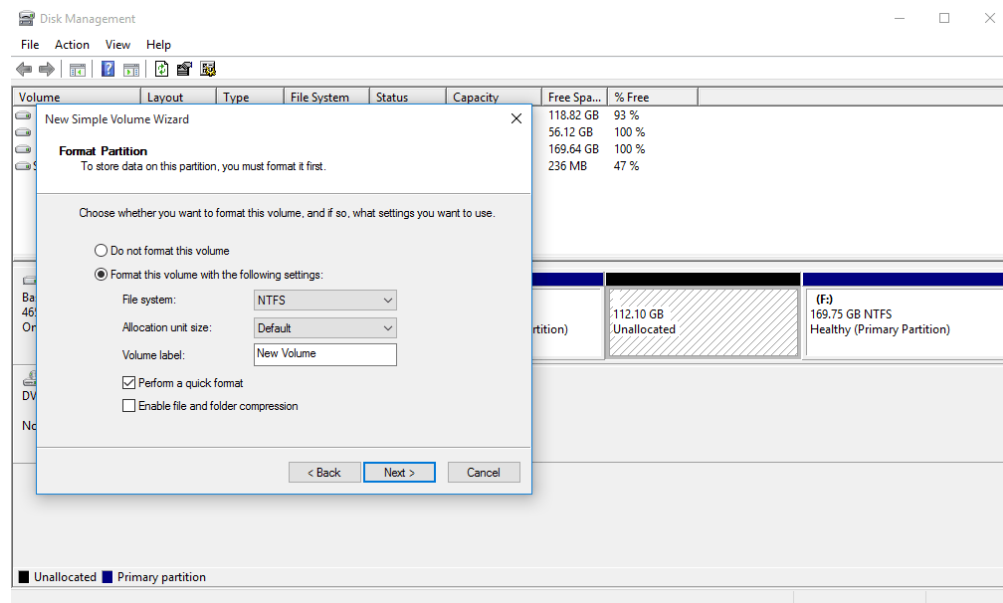 Disk Management
File Action View Help
Volume Layout Type File System Status Capacity Free Spa... % Free
118.82 GB 93 %
56.12 GB 100 %
169.64 GB 100 %
236 MB 47 %
New Simple Volume Wizard
Format Partition
To store data on this partition, you must format it first.
Choose whether you want to format this volume, and if so, what settings you want to use.
Do not format this volume
Format this volume with the following settings:
File system: NTFS
Allocation unit size: Default
Volume label: New Volume
Perform a quick format
Enable file and folder compression
< Back Next > Cancel
Ba
46
On
DV
No
rtition)
112.10 GB
Unallocated
(F:)
169.75 GB NTFS
Healthy (Primary Partition)
Unallocated Primary partition